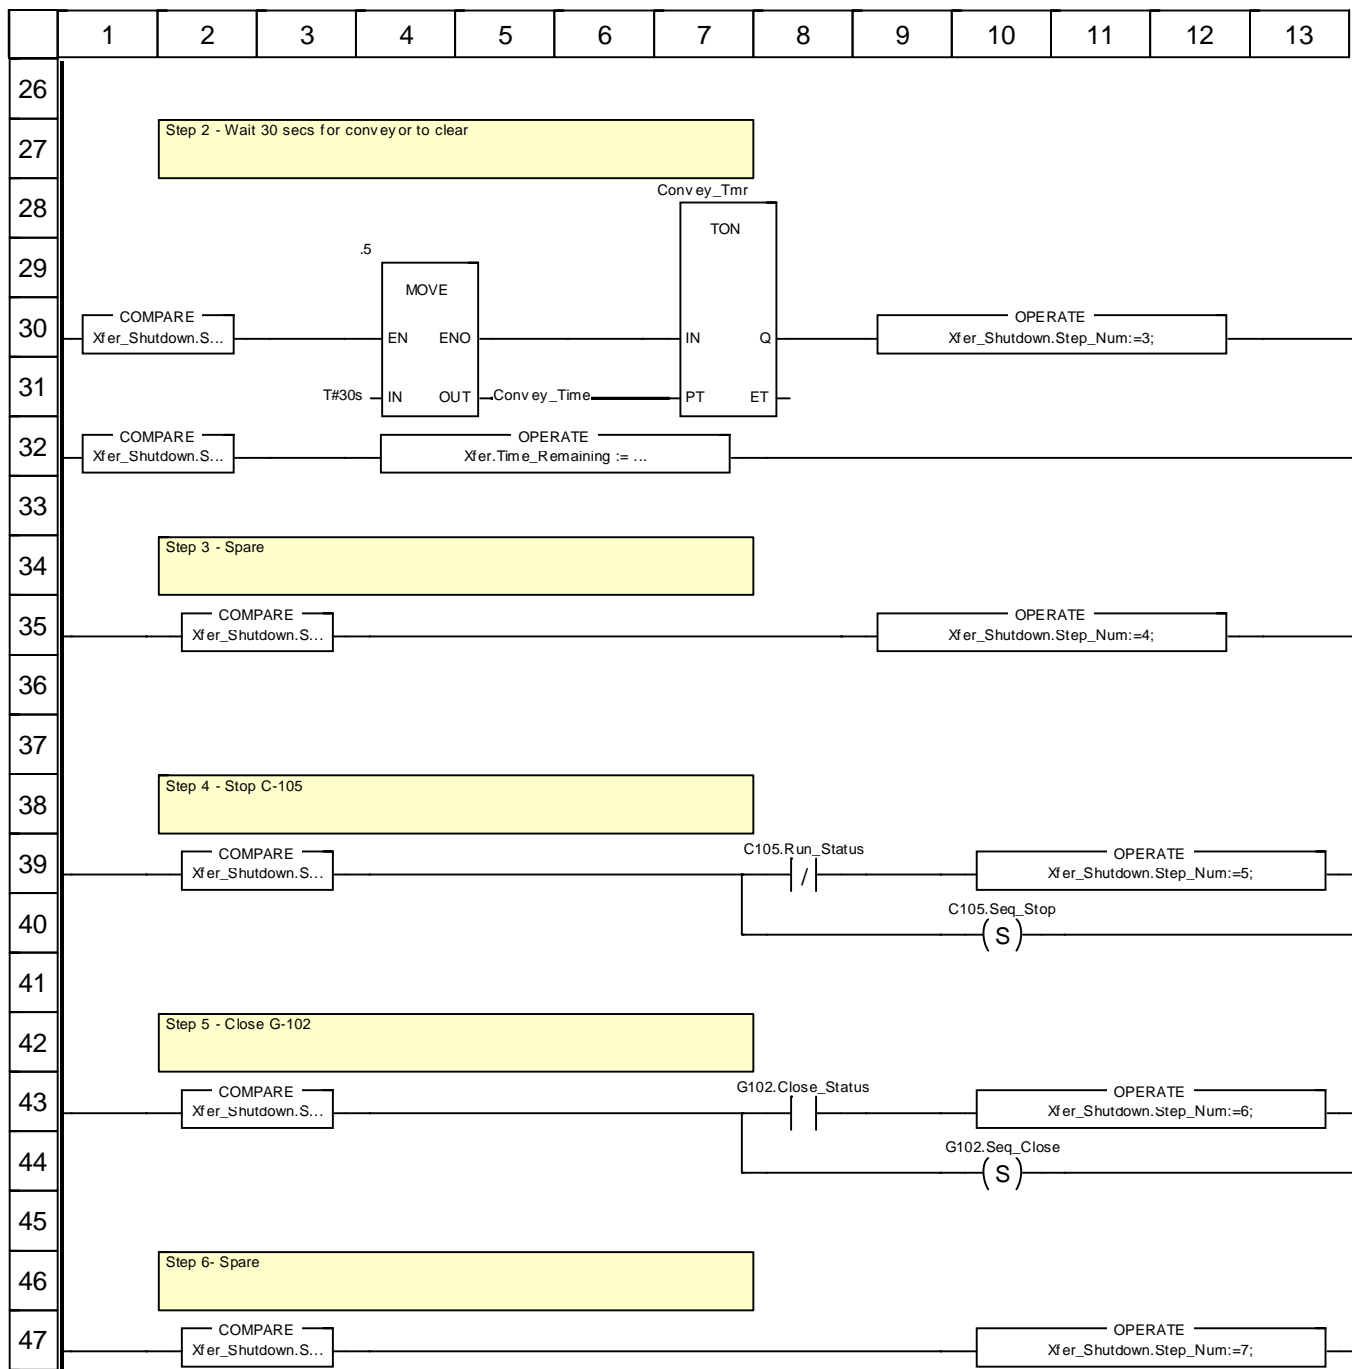 1 2 3 4 5 6 7 8 9 10 11 12 13
26
27 Step 2 - Wait 30 secs for conveyor to clear
28 Convey_Tmr
TON
29 .5
MOVE
30 COMPARE OPERATE
Xfer_Shutdown.S... EN ENO IN Q Xfer_Shutdown.Step_Num:=3;
31 T#30s IN OUT Convey_Time PT ET
32 COMPARE OPERATE
Xfer_Shutdown.S... Xfer.Time_Remaining := ...
33
34 Step 3 - Spare
35 COMPARE OPERATE
Xfer_Shutdown.S... Xfer_Shutdown.Step_Num:=4;
36
37
38 Step 4 - Stop C-105
39 COMPARE C105.Run_Status OPERATE
Xfer_Shutdown.S... / Xfer_Shutdown.Step_Num:=5;
40 C105.Seq_Stop
S
41
42 Step 5 - Close G-102
43 COMPARE G102.Close_Status OPERATE
Xfer_Shutdown.S... Xfer_Shutdown.Step_Num:=6;
44 G102.Seq_Close
S
45
46 Step 6- Spare
47 COMPARE OPERATE
Xfer_Shutdown.S... Xfer_Shutdown.Step_Num:=7;